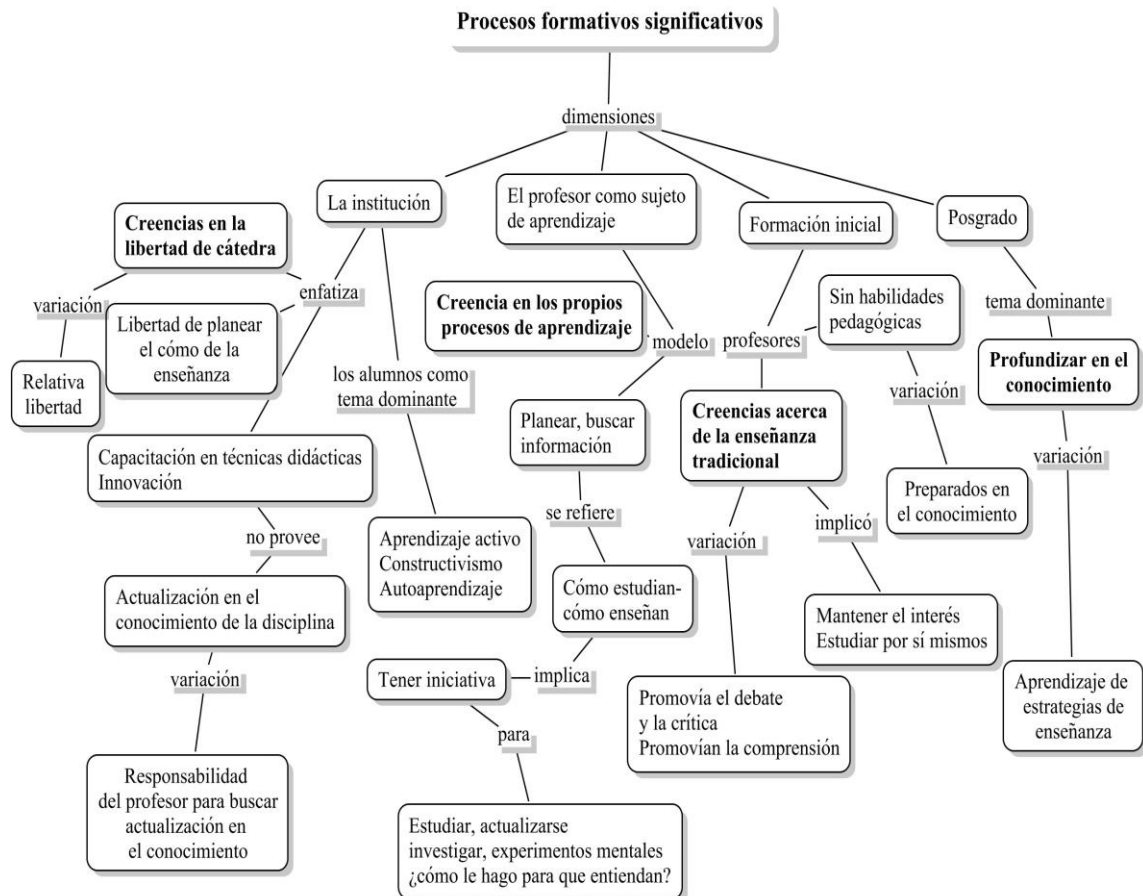 Procesos formativos significativos
dimensiones
La institución
El profesor como sujeto
de aprendizaje
Formación inicial
Posgrado
Creencias en la
libertad de cátedra
variación
enfatiza
Libertad de planear
el cómo de la
enseñanza
Relativa
libertad
Creencia en los propios
procesos de aprendizaje
modelo
profesores
Sin habilidades
pedagógicas
tema dominante
Profundizar en el
conocimiento
los alumnos como
tema dominante
Planear, buscar
información
Creencias acerca
de la enseñanza
tradicional
variación
variación
Capacitación en técnicas didácticas
Innovación
Preparados en
el conocimiento
no provee
se refiere
variación
implicó
Aprendizaje activo
Constructivismo
Autoaprendizaje
Actualización en el
conocimiento de la disciplina
Cómo estudian-
cómo enseñan
Mantener el interés
Estudiar por sí mismos
variación
Tener iniciativa
implica
Promovía el debate
y la crítica
Promovían la comprensión
Aprendizaje de
estrategias de
enseñanza
para
Responsabilidad
del profesor para buscar
actualización en
el conocimiento
Estudiar, actualizarse
investigar, experimentos mentales
¿cómo le hago para que entiendan?